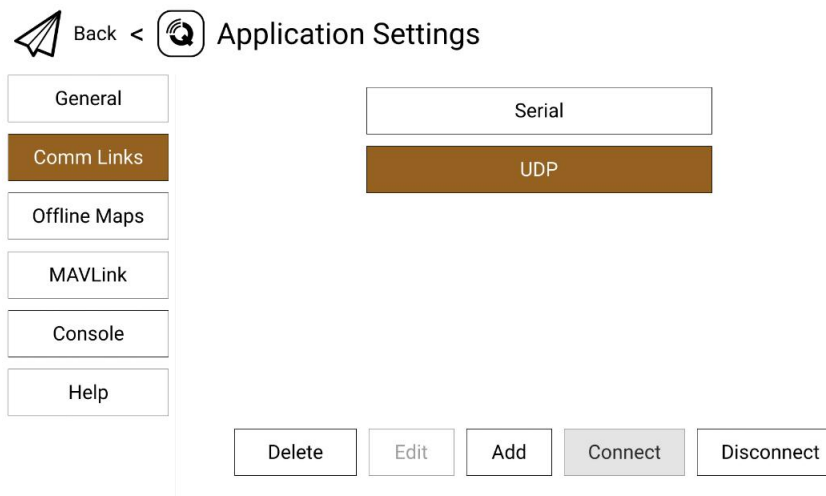 Back < Application Settings
General
Comm Links
Offline Maps
MAVLink
Console
Help
Serial
UDP
Delete Edit Add Connect Disconnect